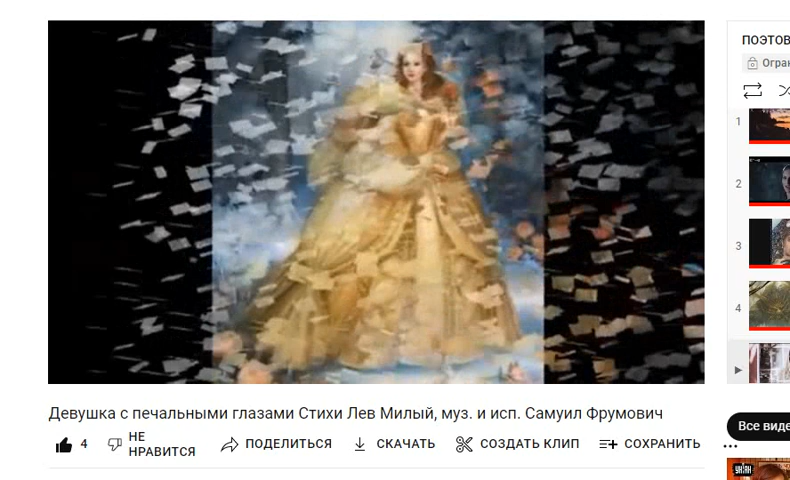 ПОЭТОВ
Огран
1
2
3
4
Девушка с печальными глазами Стихи Лев Милый, муз. и исп. Самуил Фрумович
4 НЕ НРАВИТСЯ ПОДЕЛИТЬСЯ СКАЧАТЬ СОЗДАТЬ КЛИП СОХРАНИТЬ ...
Все виде